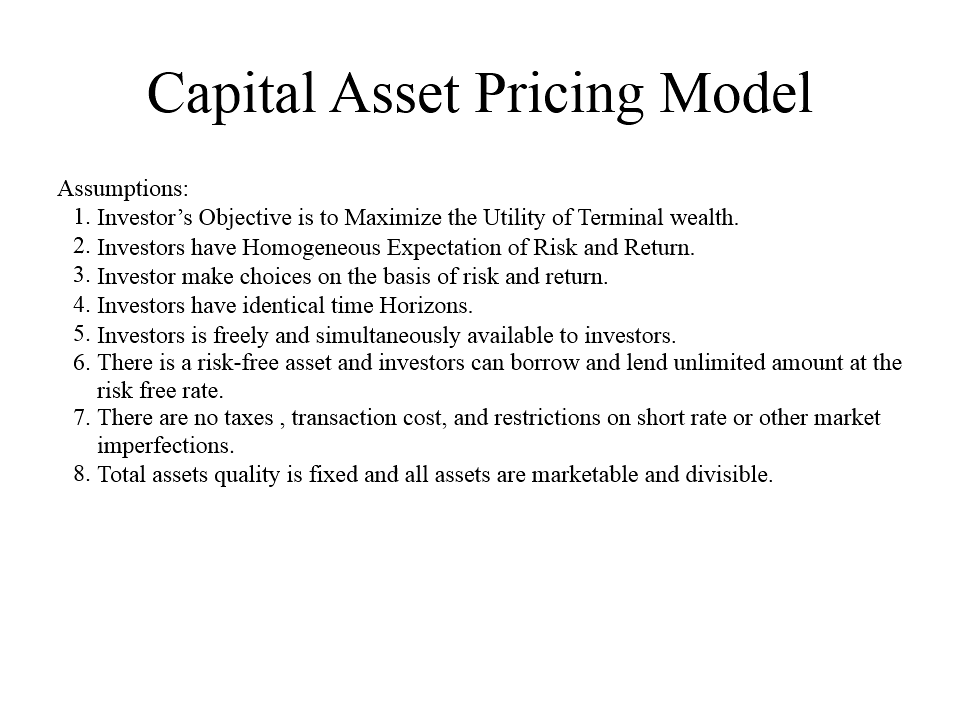 Capital Asset Pricing Model
Assumptions:
1. Investor’s Objective is to Maximize the Utility of Terminal wealth.
2. Investors have Homogeneous Expectation of Risk and Return.
3. Investor make choices on the basis of risk and return.
4. Investors have identical time Horizons.
5. Investors is freely and simultaneously available to investors.
6. There is a risk-free asset and investors can borrow and lend unlimited amount at the
risk free rate.
7. There are no taxes , transaction cost, and restrictions on short rate or other market
imperfections.
8. Total assets quality is fixed and all assets are marketable and divisible.